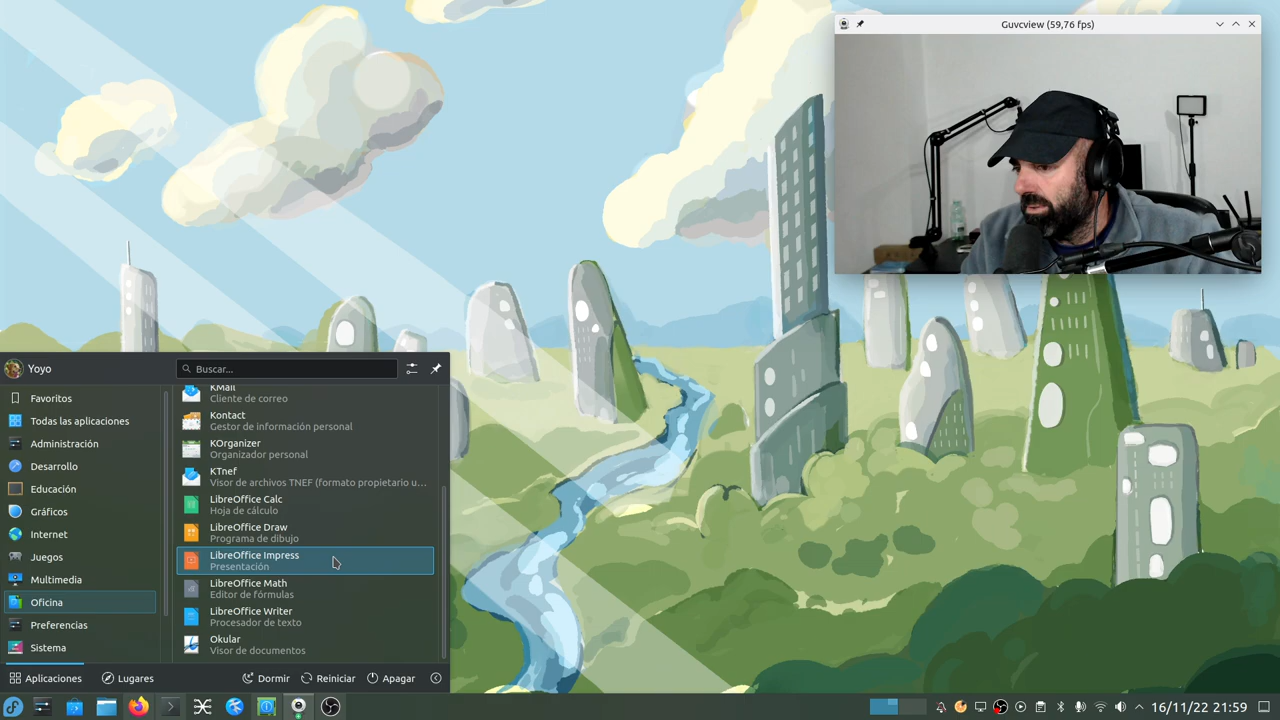 Guvcview (59,76 fps)
Yoyo
Buscar...
Favoritos
Todas las aplicaciones
Administración
Desarrollo
Educación
Gráficos
Internet
Juegos
Multimedia
Oficina
Preferencias
Sistema
KMail
Cliente de correo
Kontact
Gestor de información personal
KOrganizer
Organizador personal
KTnef
Visor de archivos TNEF (formato propietario u...
LibreOffice Calc
Hoja de cálculo
LibreOffice Draw
Programa de dibujo
LibreOffice Impress
Presentación
LibreOffice Math
Editor de fórmulas
LibreOffice Writer
Procesador de texto
Okular
Visor de documentos
Aplicaciones
Lugares
Dormir
Reiniciar
Apagar
16/11/22 21:59